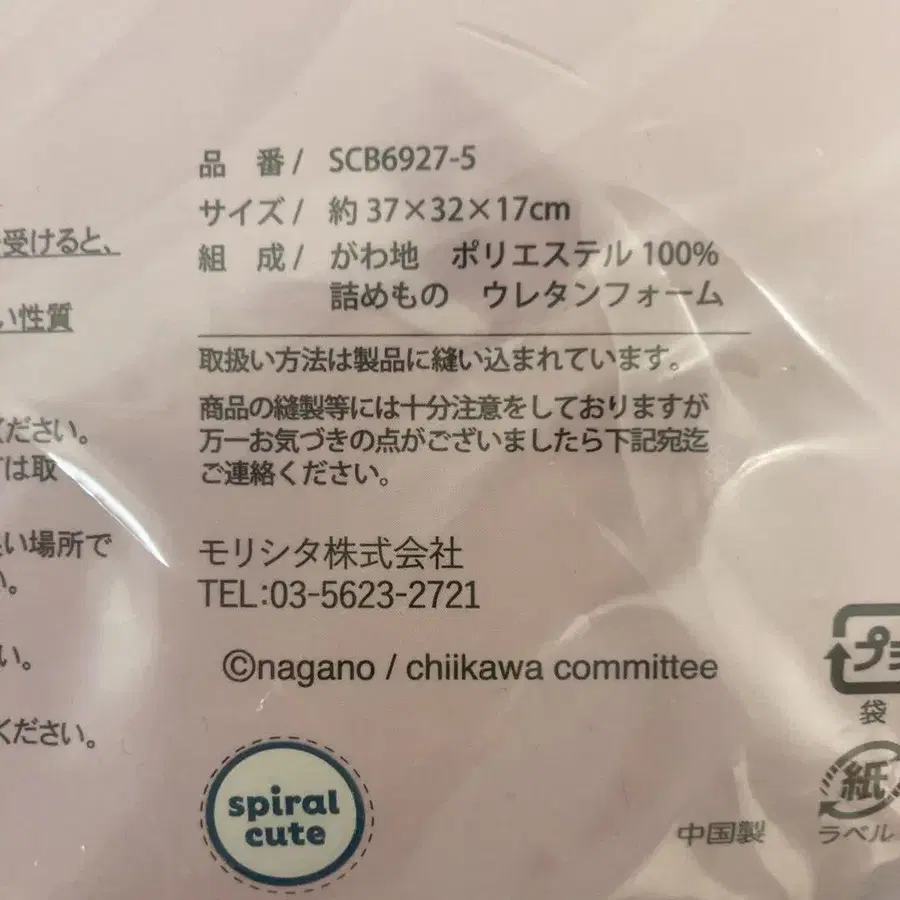 受けると、
い性質
ください。
は取
い場所で
い。
ください。
品 番/ SCB6927-5
サイズ/ 約37×32×17cm
組 成/ がわ地 ポリエステル100%
詰めもの ウレタンフォーム
取扱い方法は製品に縫い込まれています。
商品の縫製等には十分注意をしておりますが
万一お気づきの点がございましたら下記宛迄
ご連絡ください。
モリシタ株式会社
TEL:03-5623-2721
©nagano / chiikawa committee
spiral
cute
中国製
プラ
袋
紙
ラベル